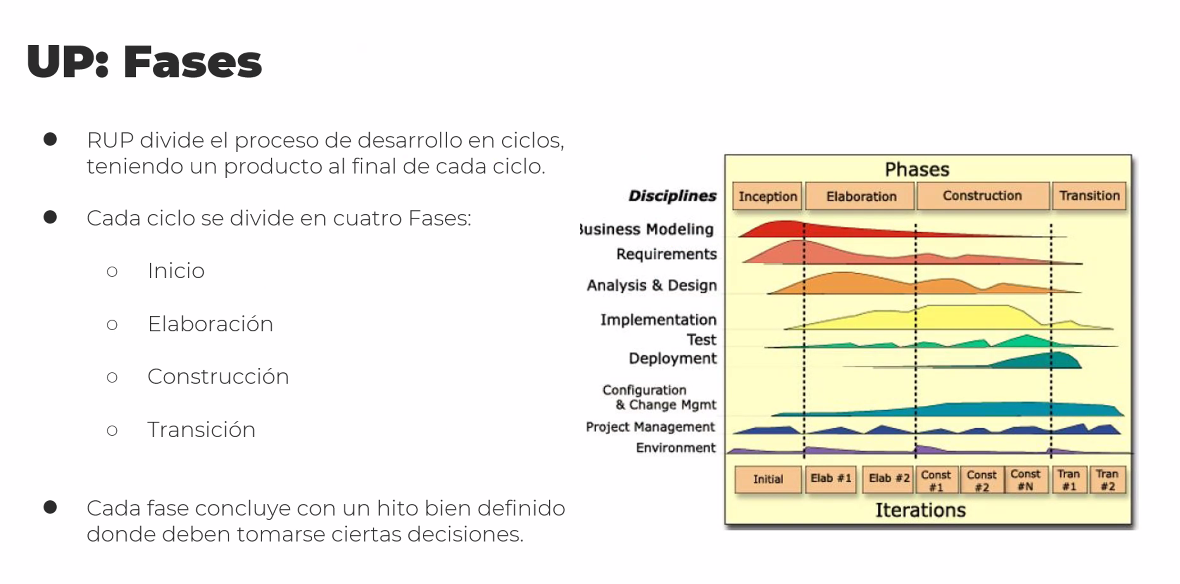 UP: Fases
● RUP divide el proceso de desarrollo en ciclos,
teniendo un producto al final de cada ciclo.
● Cada ciclo se divide en cuatro Fases:
○ Inicio
○ Elaboración
○ Construcción
○ Transición
● Cada fase concluye con un hito bien definido
donde deben tomarse ciertas decisiones.
Phases
Disciplines
Inception
Elaboration
Construction
Transition
Business Modeling
Requirements
Analysis & Design
Implementation
Test
Deployment
Configuration
& Change Mgmt
Project Management
Environment
Initial
Elab #1
Elab #2
Const
#1
Const
#2
Const
#N
Tran
#1
Tran
#2
Iterations